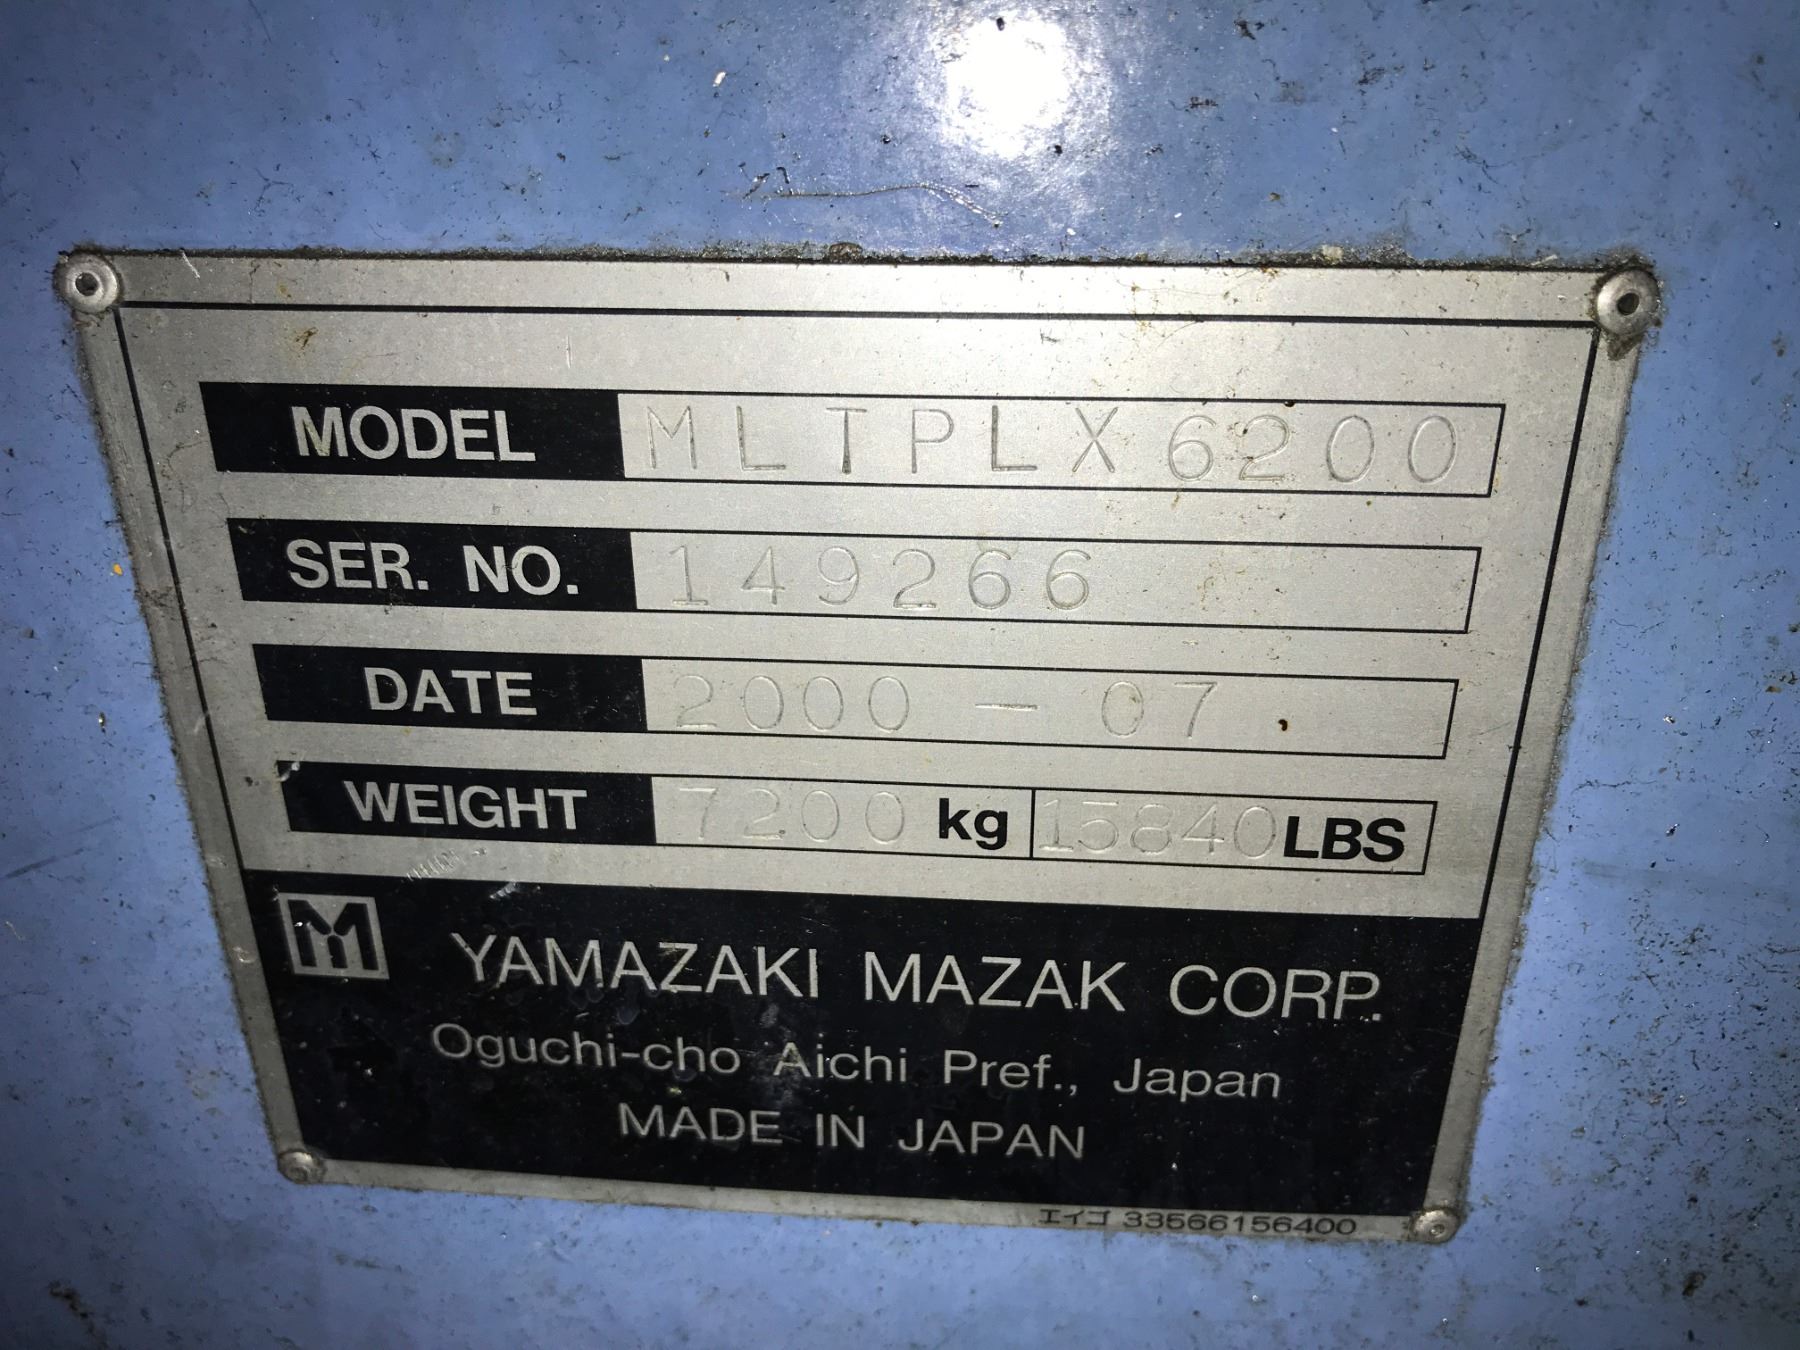 MODEL MLTPLX6200
SER. NO. 149266
DATE 2000 - 07
WEIGHT 7200 kg 15840 LBS
M YAMAZAKI MAZAK CORP.
Oguchi-cho Aichi Pref., Japan
MADE IN JAPAN
エイゴ 33566156400